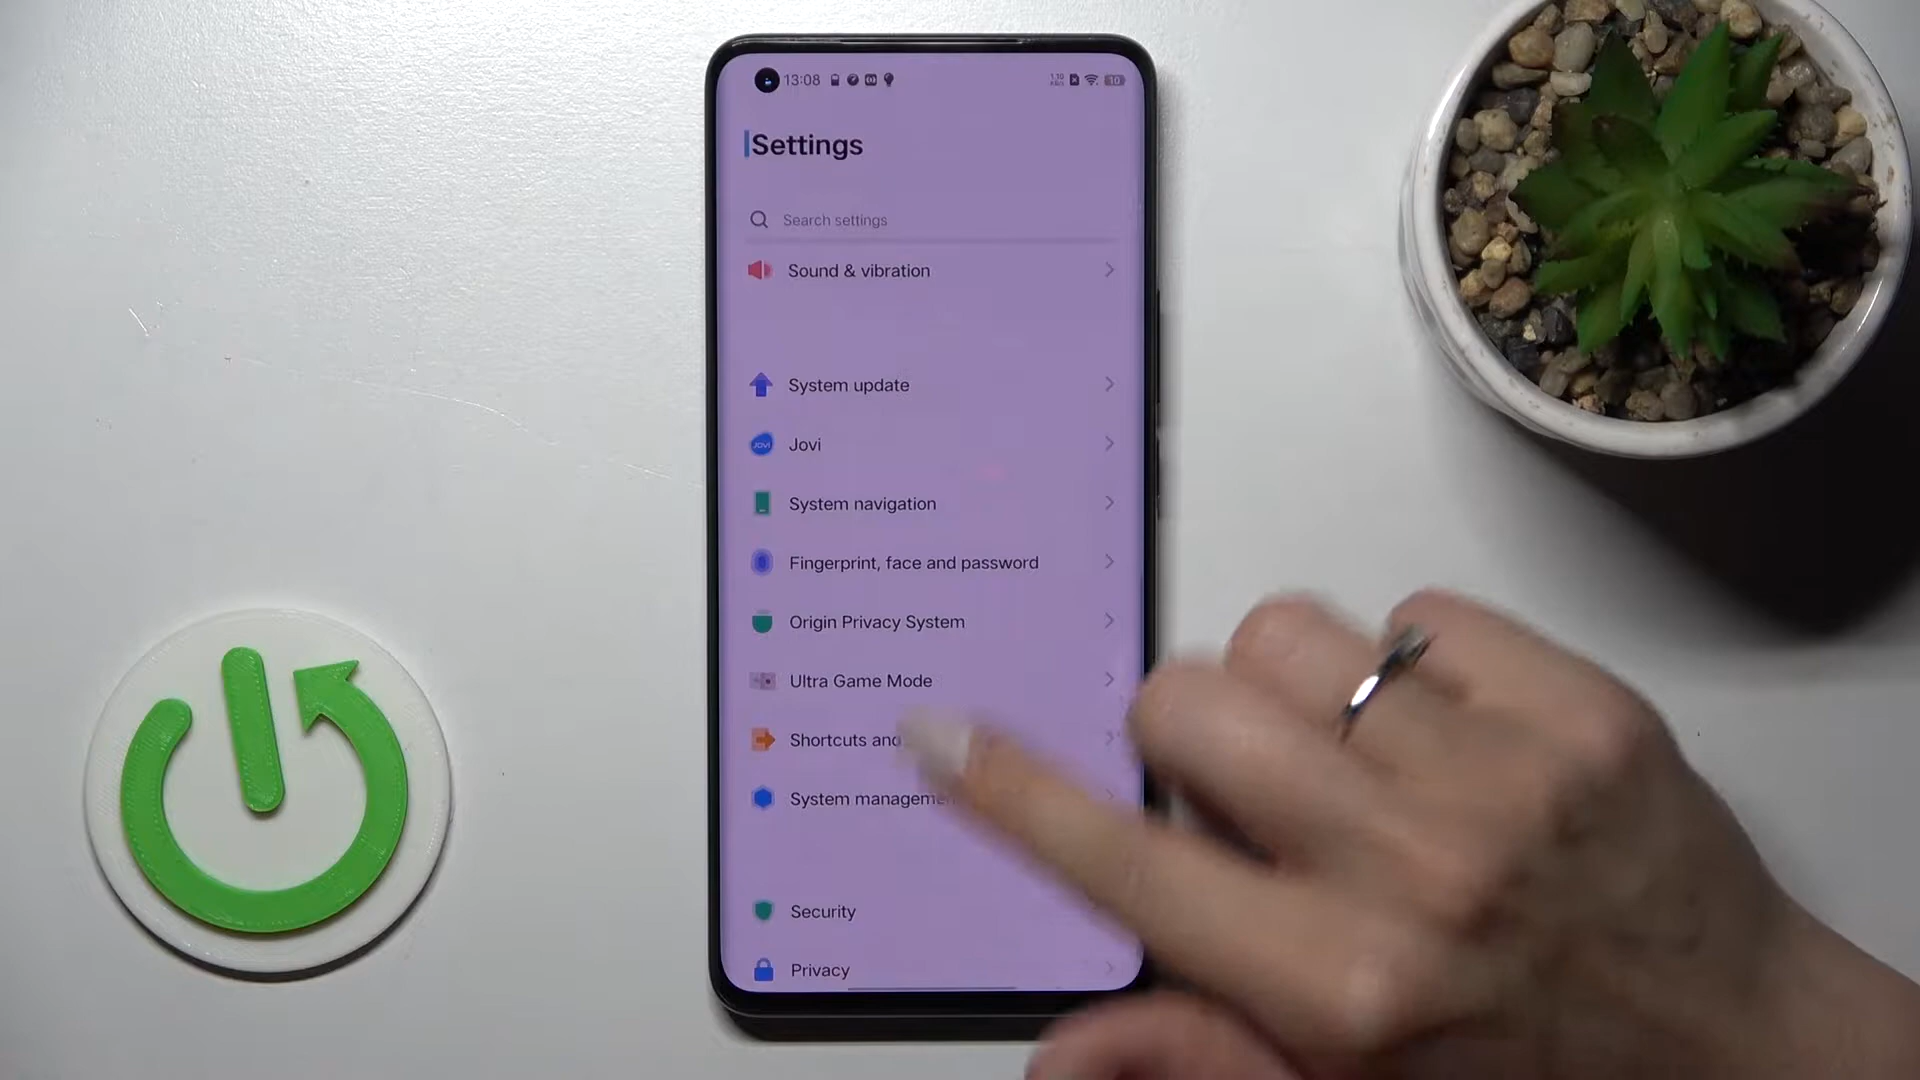 13:08
Settings
Search settings
Sound & vibration
System update
Jovi
System navigation
Fingerprint, face and password
Origin Privacy System
Ultra Game Mode
Shortcuts and
System
Security
Privacy